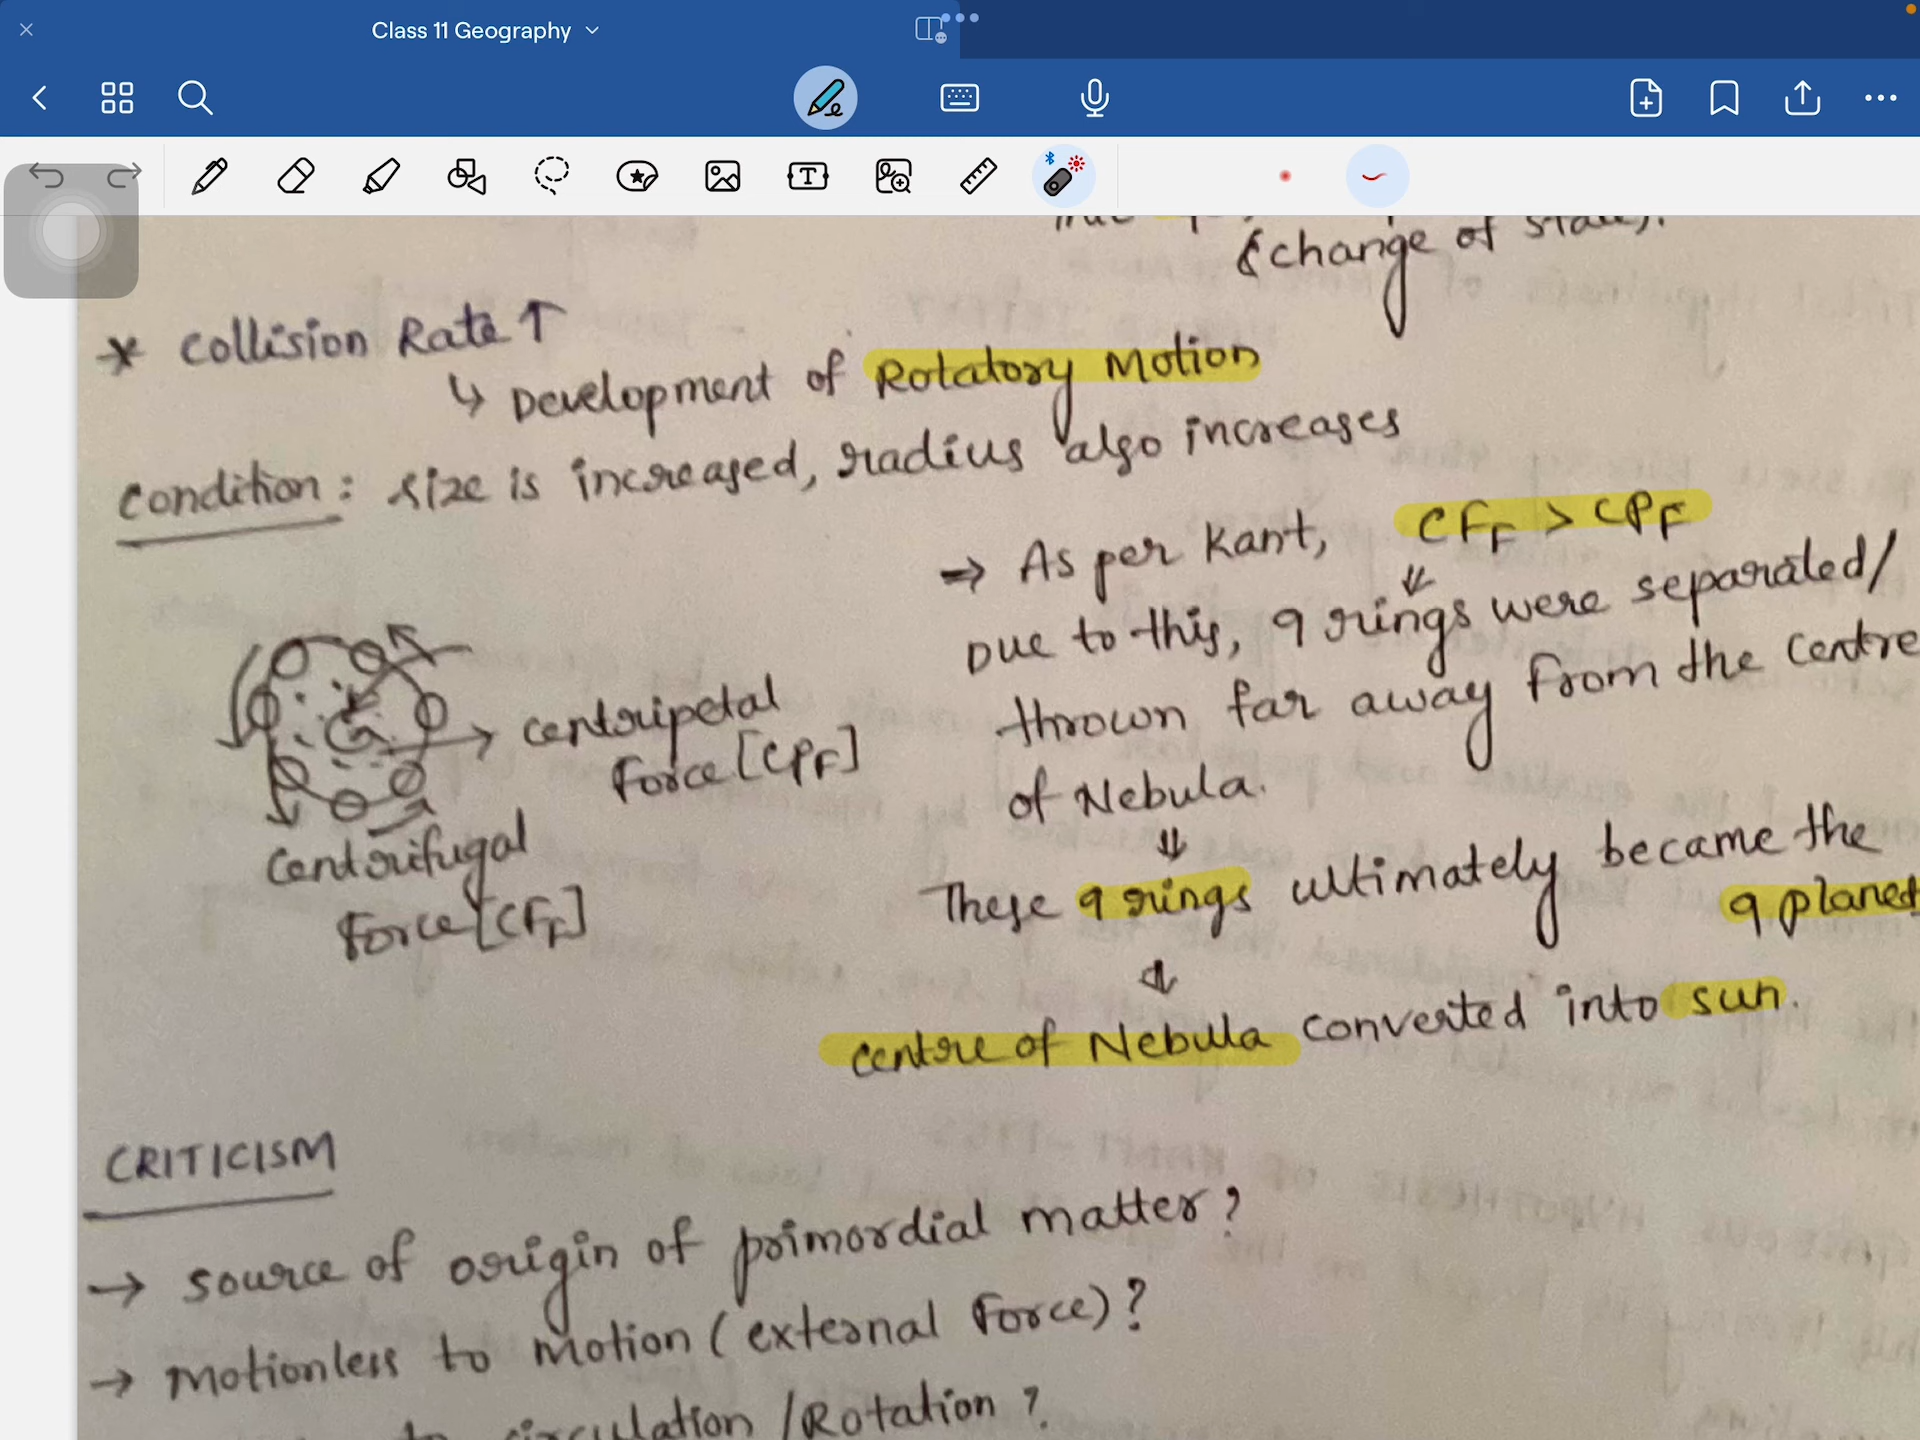 Class 11 Geography
(change of state).
* Collision Rate ↑
↳ Development of Rotatory Motion
Condition : size is increased, radius also increases
→ As per Kant, CFF > CPF
Due to this, 9 rings were separated/
thrown far away from the centre
of Nebula.
These 9 rings ultimately became the
9 planet
centre of Nebula converted into sun.
centripetal
Force [CPF]
Centrifugal
Force [CFF]
CRITICISM
→ source of origin of primordial matter?
→ Motionless to motion (external Force)?
to circulation /Rotation ?